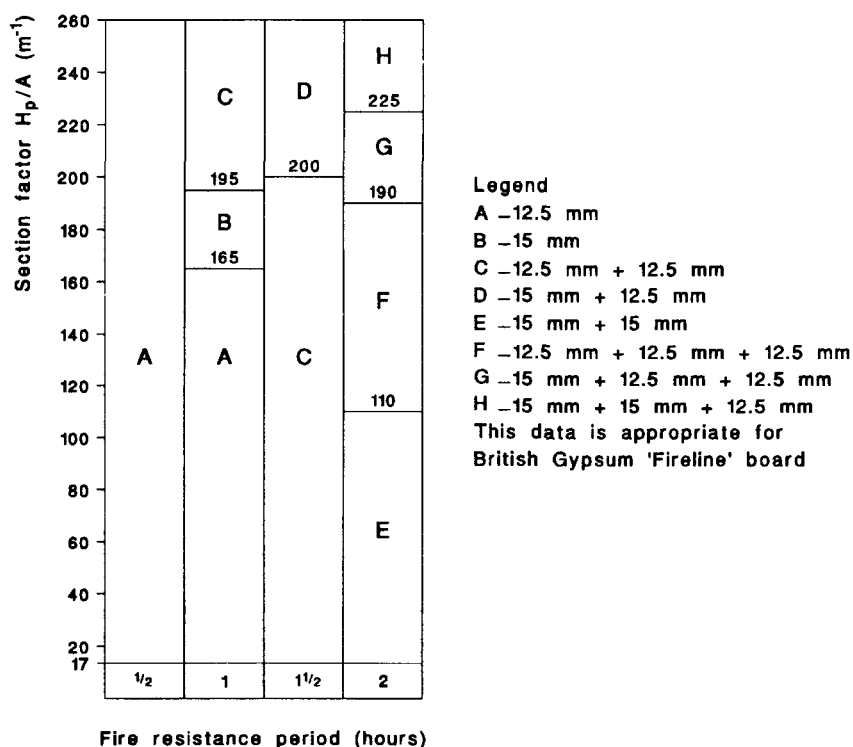 Section factor Hp/A (m-1)
260
240
220
200
180
160
140
120
100
80
60
40
20
17
A
C
195
B
165
A
D
200
C
H
225
G
190
F
110
E
1/2
1
1 1/2
2
Fire resistance period (hours)
Legend
A –12.5 mm
B –15 mm
C –12.5 mm + 12.5 mm
D –15 mm + 12.5 mm
E –15 mm + 15 mm
F –12.5 mm + 12.5 mm + 12.5 mm
G –15 mm + 12.5 mm + 12.5 mm
H –15 mm + 15 mm + 12.5 mm
This data is appropriate for
British Gypsum 'Fireline' board